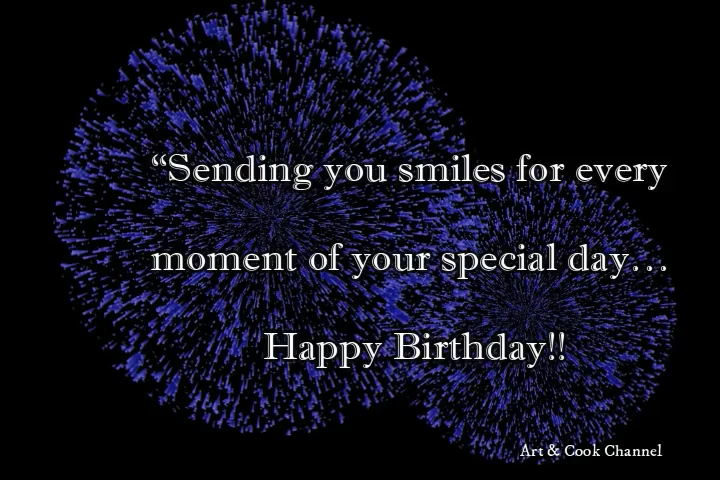 “Sending you smiles for every
moment of your special day...
Happy Birthday!!
Art & Cook Channel